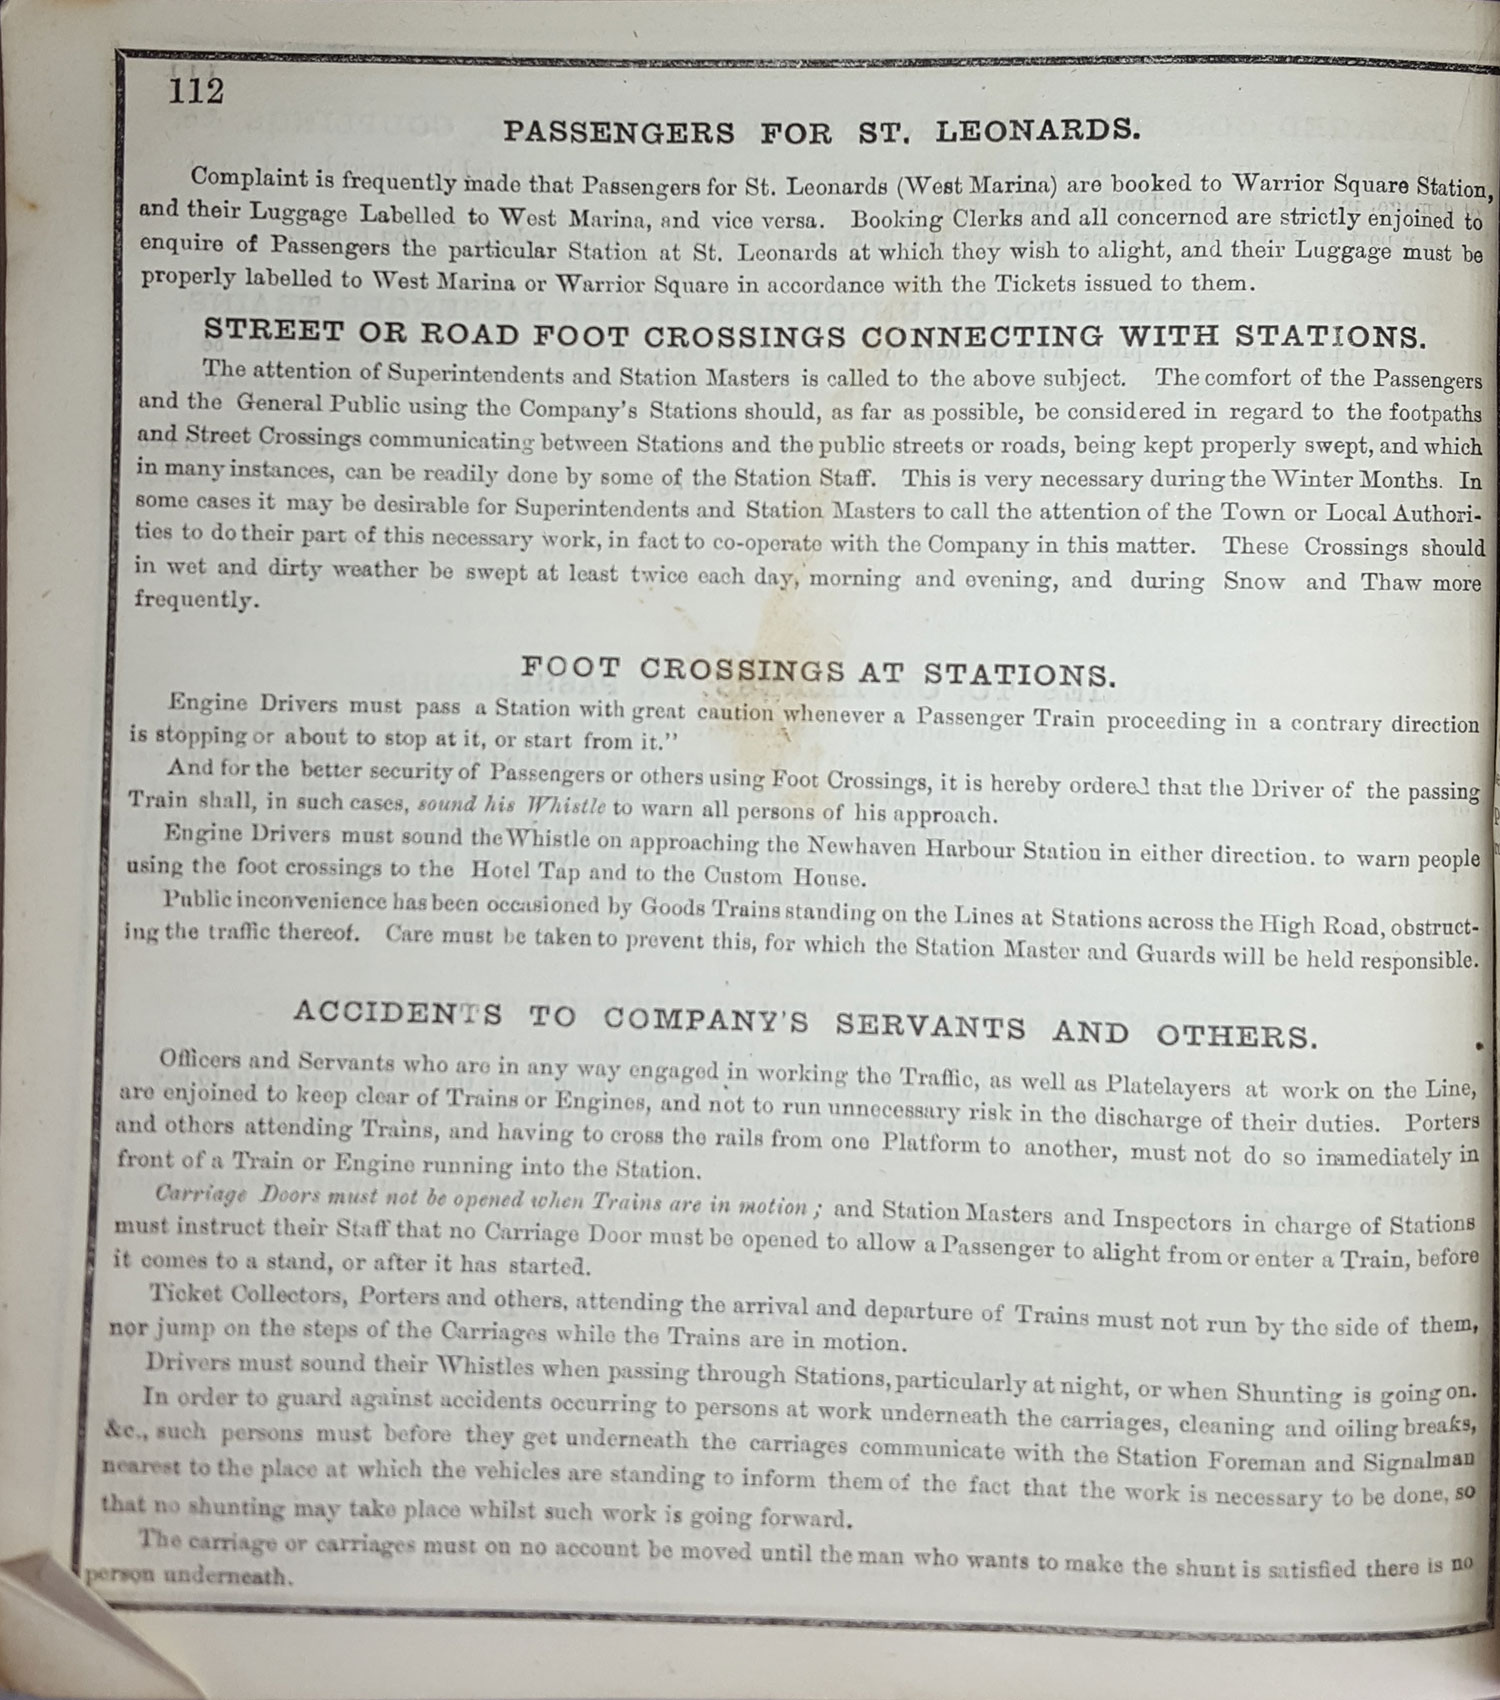 112
PASSENGERS FOR ST. LEONARDS.
Complaint is frequently made that Passengers for St. Leonards (West Marina) are booked to Warrior Square Station,
and their Luggage Labelled to West Marina, and vice versa. Booking Clerks and all concerned are strictly enjoined to
enquire of Passengers the particular Station at St. Leonards at which they wish to alight, and their Luggage must be
properly labelled to West Marina or Warrior Square in accordance with the Tickets issued to them.
STREET OR ROAD FOOT CROSSINGS CONNECTING WITH STATIONS.
The attention of Superintendents and Station Masters is called to the above subject. The comfort of the Passengers
and the General Public using the Company's Stations should, as far as possible, be considered in regard to the footpaths
and Street Crossings communicating between Stations and the public streets or roads, being kept properly swept, and which
in many instances, can be readily done by some of the Station Staff. This is very necessary during the Winter Months. In
some cases it may be desirable for Superintendents and Station Masters to call the attention of the Town or Local Authori-
ties to do their part of this necessary work, in fact to co-operate with the Company in this matter. These Crossings should
in wet and dirty weather be swept at least twice each day, morning and evening, and during Snow and Thaw more
frequently.
FOOT CROSSINGS AT STATIONS.
Engine Drivers must pass a Station with great caution whenever a Passenger Train proceeding in a contrary direction
is stopping or about to stop at it, or start from it."
And for the better security of Passengers or others using Foot Crossings, it is hereby ordered that the Driver of the passing
Train shall, in such cases, sound his Whistle to warn all persons of his approach.
Engine Drivers must sound the Whistle on approaching the Newhaven Harbour Station in either direction. to warn people
using the foot crossings to the Hotel Tap and to the Custom House.
Public inconvenience has been occasioned by Goods Trains standing on the Lines at Stations across the High Road, obstruct-
ing the traffic thereof. Care must be taken to prevent this, for which the Station Master and Guards will be held responsible.
ACCIDENTS TO COMPANY'S SERVANTS AND OTHERS.
Officers and Servants who are in any way engaged in working the Traffic, as well as Platelayers at work on the Line,
are enjoined to keep clear of Trains or Engines, and not to run unnecessary risk in the discharge of their duties. Porters
and others attending Trains, and having to cross the rails from one Platform to another, must not do so immediately in
front of a Train or Engine running into the Station.
Carriage Doors must not be opened when Trains are in motion; and Station Masters and Inspectors in charge of Stations
must instruct their Staff that no Carriage Door must be opened to allow a Passenger to alight from or enter a Train, before
it comes to a stand, or after it has started.
Ticket Collectors, Porters and others, attending the arrival and departure of Trains must not run by the side of them,
nor jump on the steps of the Carriages while the Trains are in motion.
Drivers must sound their Whistles when passing through Stations, particularly at night, or when Shunting is going on.
In order to guard against accidents occurring to persons at work underneath the carriages, cleaning and oiling breaks,
&c., such persons must before they get underneath the carriages communicate with the Station Foreman and Signalman
nearest to the place at which the vehicles are standing to inform them of the fact that the work is necessary to be done, so
that no shunting may take place whilst such work is going forward.
The carriage or carriages must on no account be moved until the man who wants to make the shunt is satisfied there is no
person underneath.